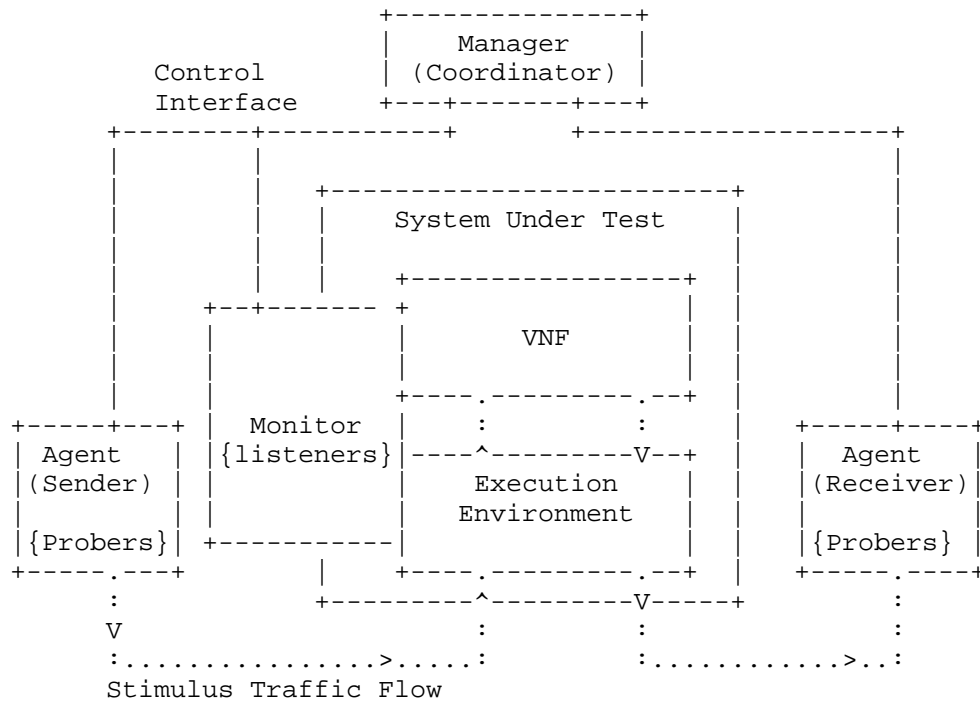 Manager
Control (Coordinator)
Interface
System Under Test
VNF
Monitor
Agent {listeners} Agent
(Sender) Execution (Receiver)
Environment
{Probers} {Probers}
Stimulus Traffic Flow